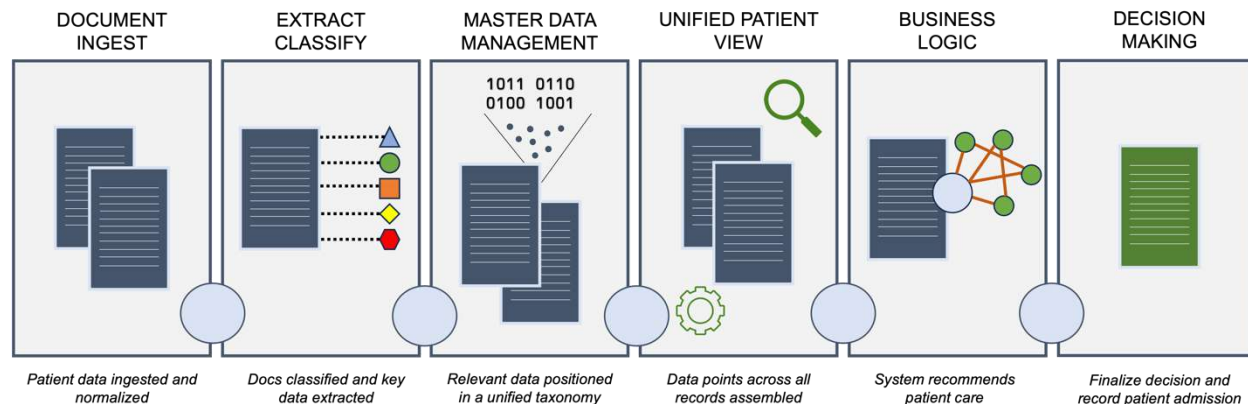 DOCUMENT
INGEST
EXTRACT
CLASSIFY
MASTER DATA
MANAGEMENT
UNIFIED PATIENT
VIEW
BUSINESS
LOGIC
DECISION
MAKING
1011 0110
0100 1001
Patient data ingested and
normalized
Docs classified and key
data extracted
Relevant data positioned
in a unified taxonomy
Data points across all
records assembled
System recommends
patient care
Finalize decision and
record patient admission